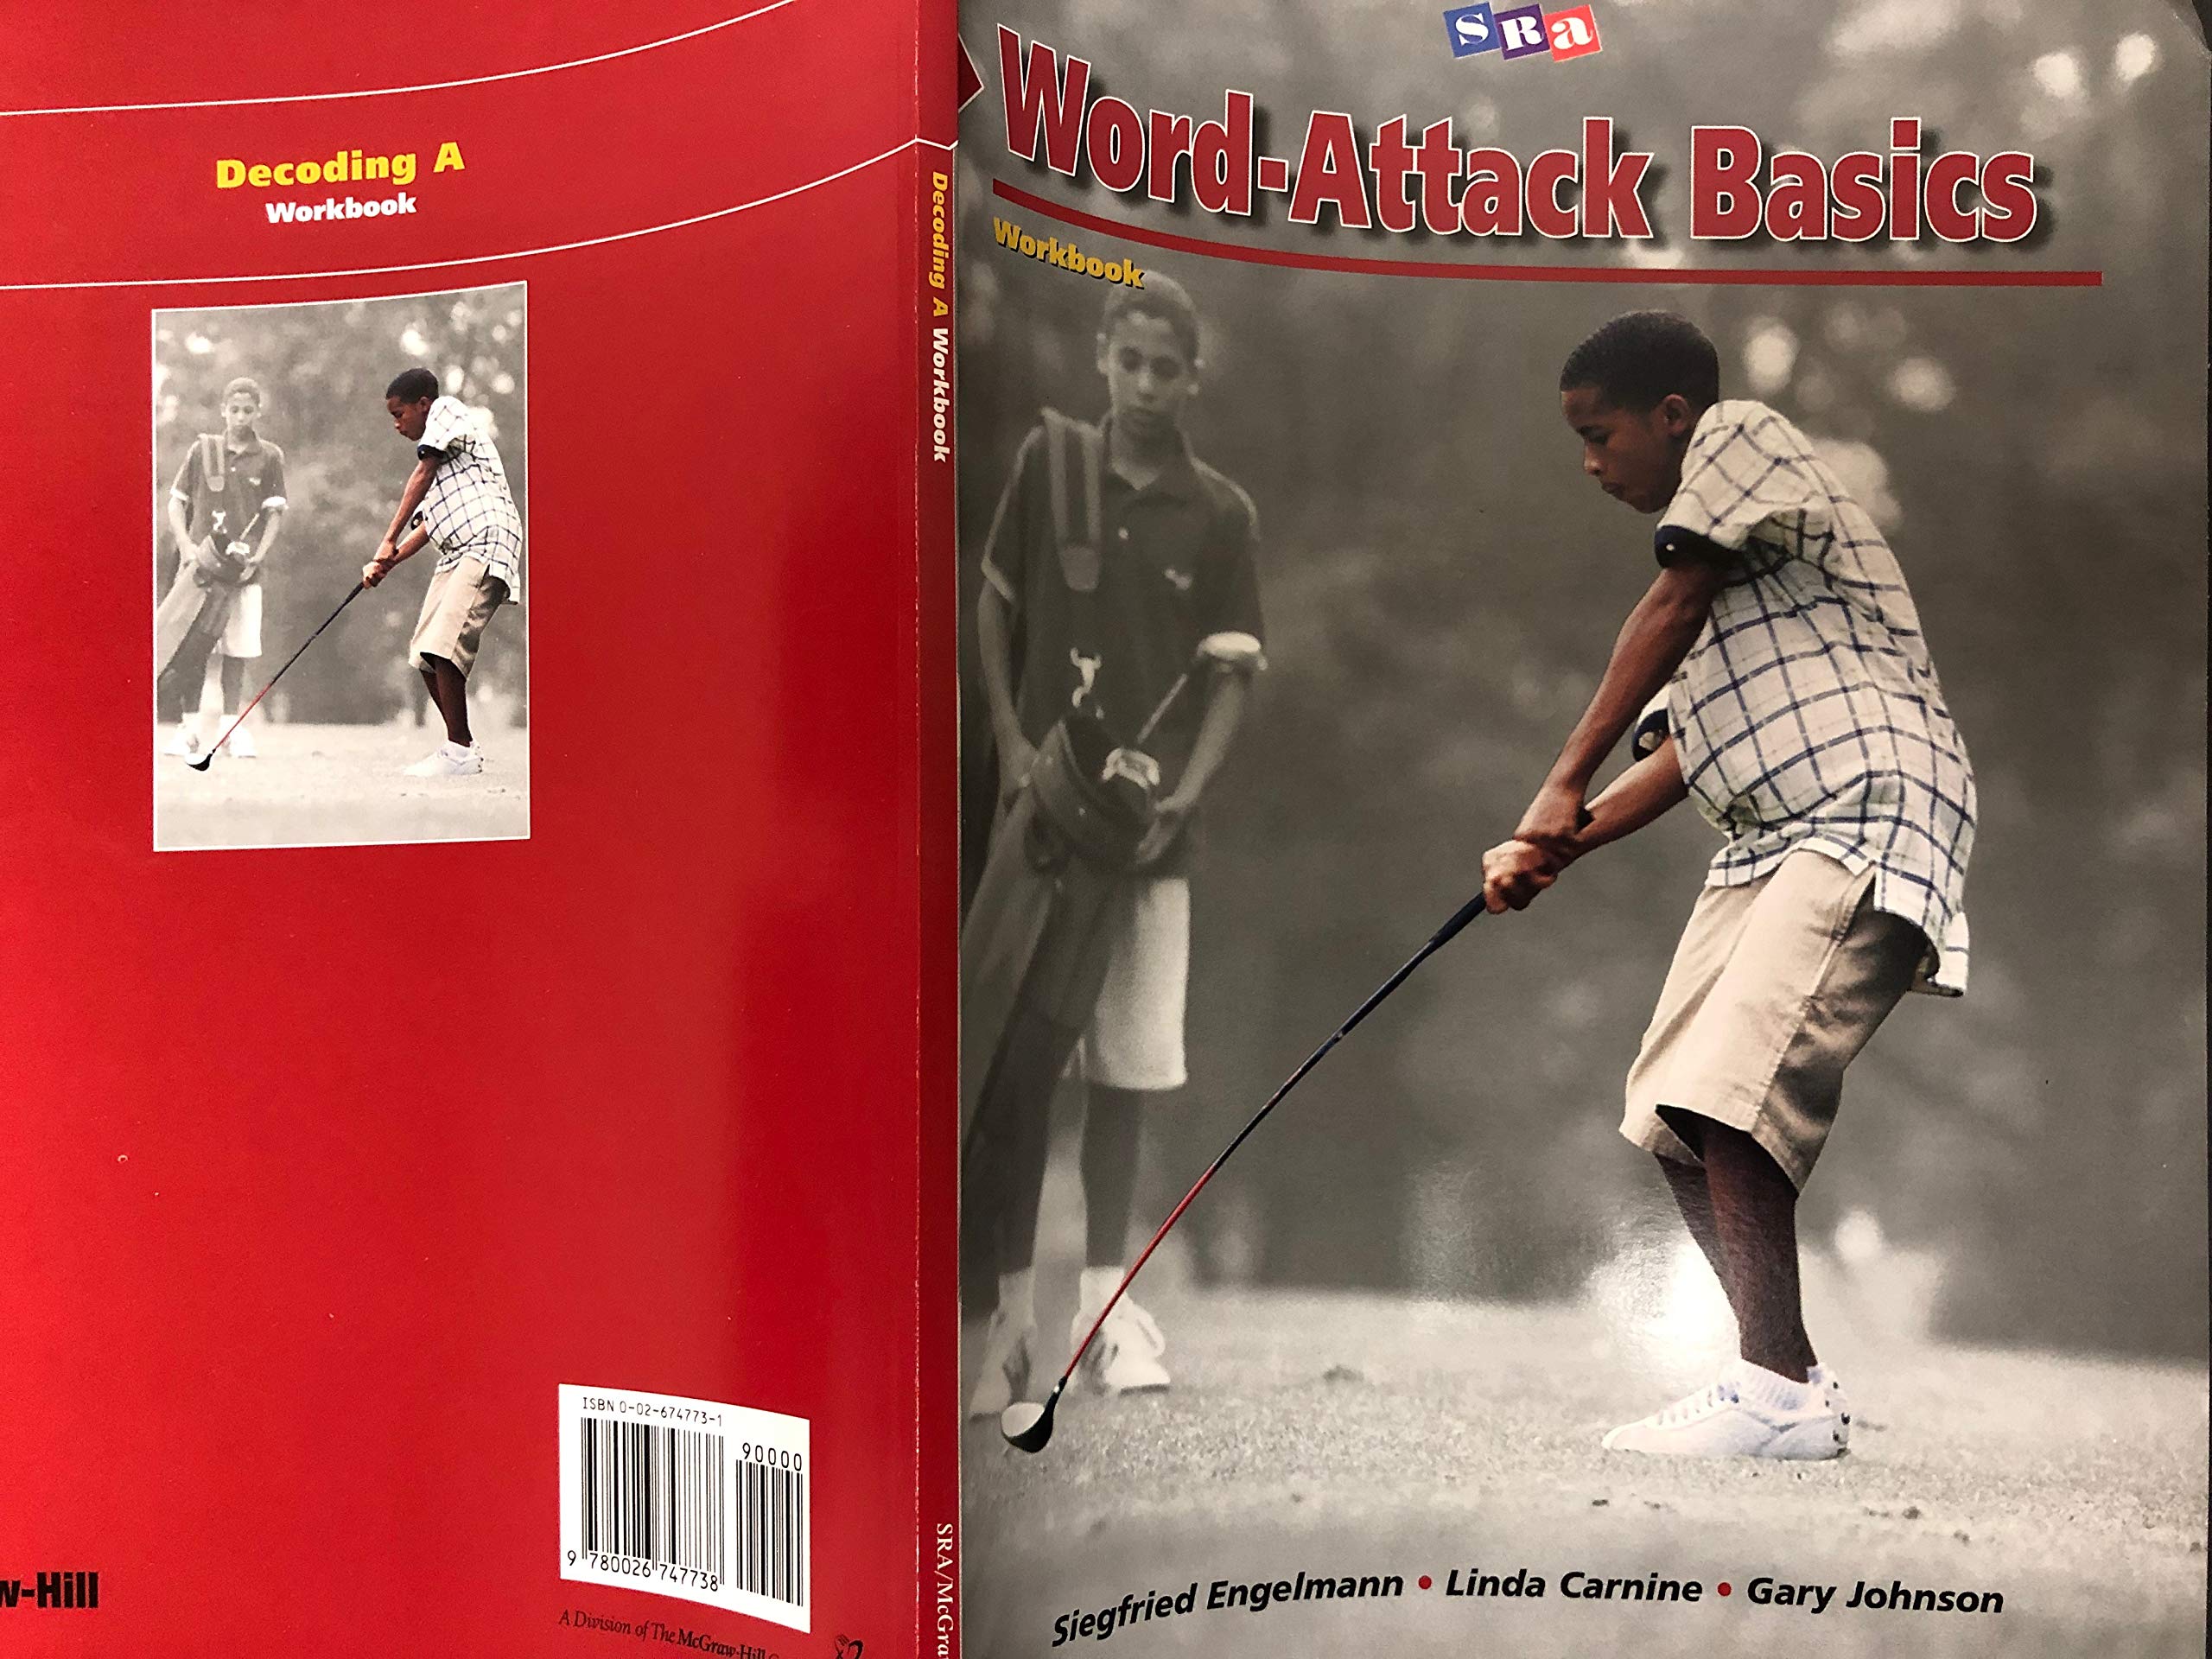 Decoding A
Workbook
ISBN 0-02-674773-1
90000
9 780026 747738
A Division of The McGraw-Hill
w-Hill
Decoding A Workbook
SRA/McGra
SRa
Word-Attack Basics
Workbook
Siegfried Engelmann • Linda Carnine • Gary Johnson